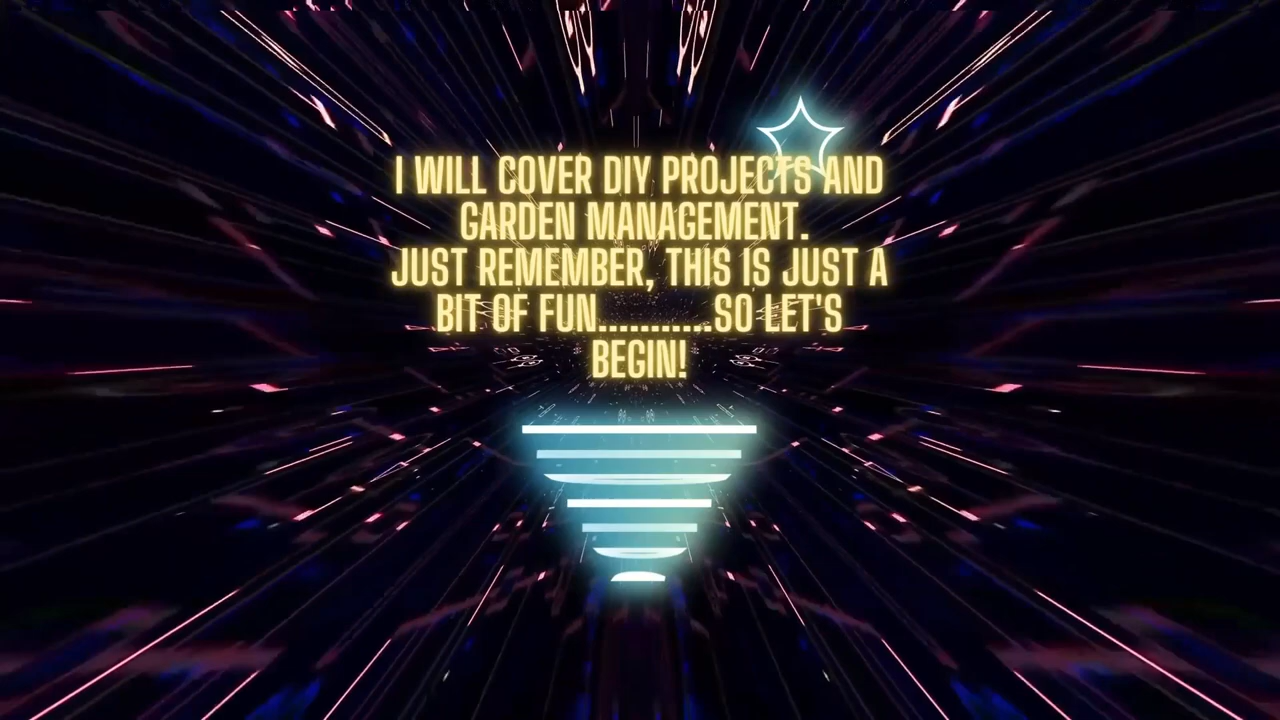 I WILL COVER DIY PROJECTS AND
GARDEN MANAGEMENT.
JUST REMEMBER, THIS IS JUST A
BIT OF FUN...........SO LET'S
BEGIN!